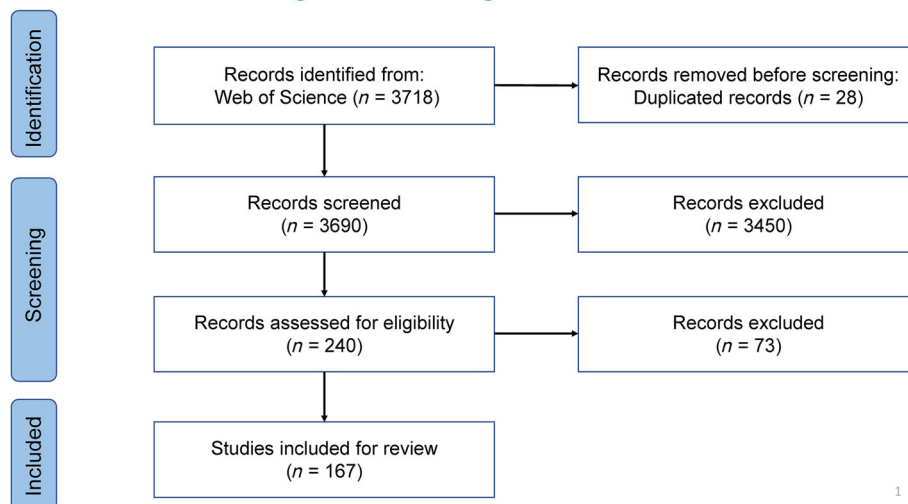 Identification
Records identified from:
Web of Science (n = 3718)
Records removed before screening:
Duplicated records (n = 28)
Screening
Records screened
(n = 3690)
Records excluded
(n = 3450)
Records assessed for eligibility
(n = 240)
Records excluded
(n = 73)
Included
Studies included for review
(n = 167)
1